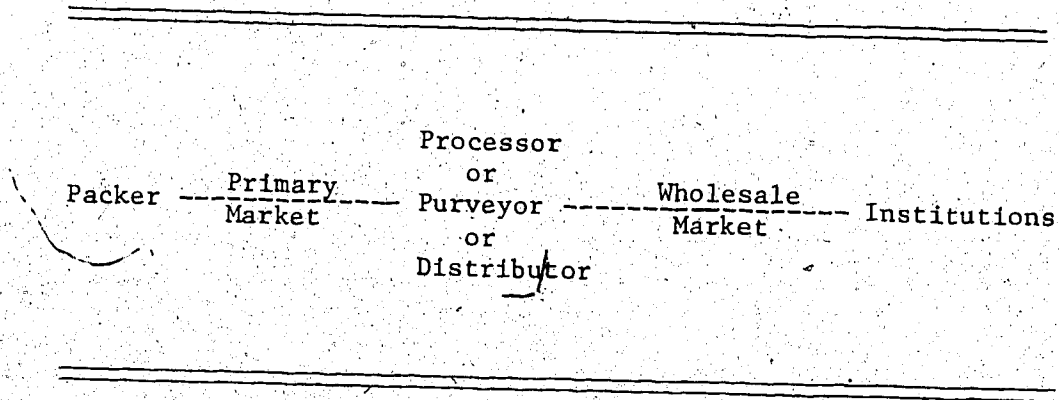 Processor
or
Packer Primary Market Purveyor Wholesale Market Institutions
or
Distributor